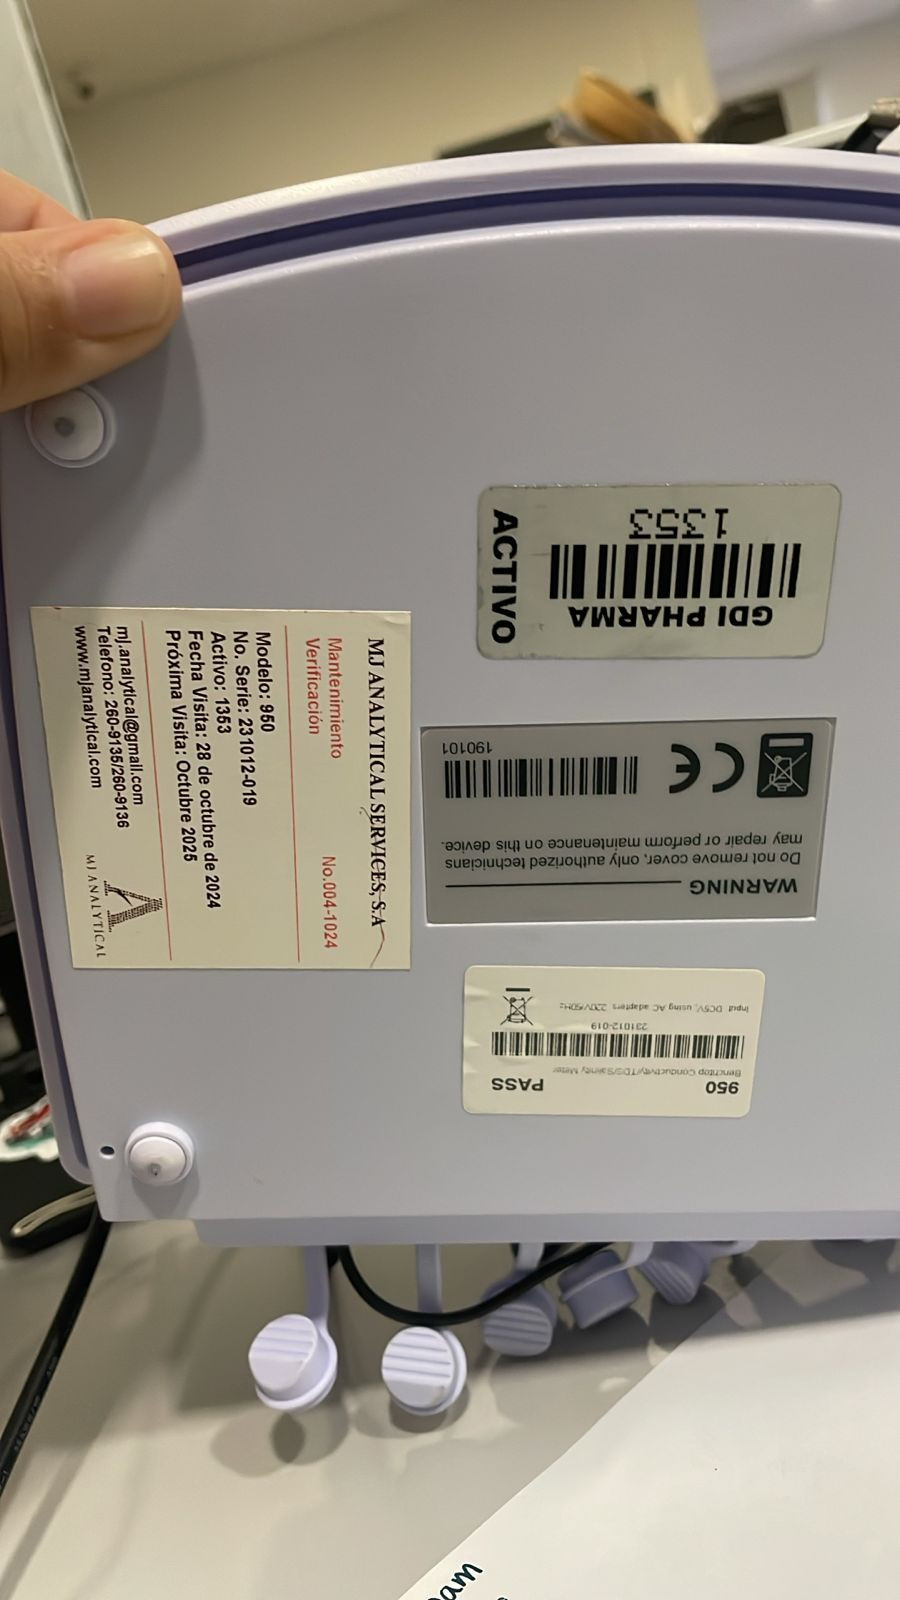 ACTIVO
GDI PHARMA
1353
MJ ANALYTICAL SERVICES, S.A
Mantenimiento No.004-1024
Verificación
Modelo: 950
No. Serie: 231012-019
Activo: 1353
Fecha Visita: 28 de octubre de 2024
Próxima Visita: Octubre 2025
mj.analytical@gmail.com
Telefono: 260-9135/260-9136
www.mjanalytical.com
MJ ANALYTICAL
WARNING
Do not remove cover, only authorized technicians
may repair or perform maintenance on this device.
CE
190101
950 PASS
Benchtop Conductivity/TDS/Salinity Meter
231012-019
Input DC5V, using AC adapters 220V/50Hz